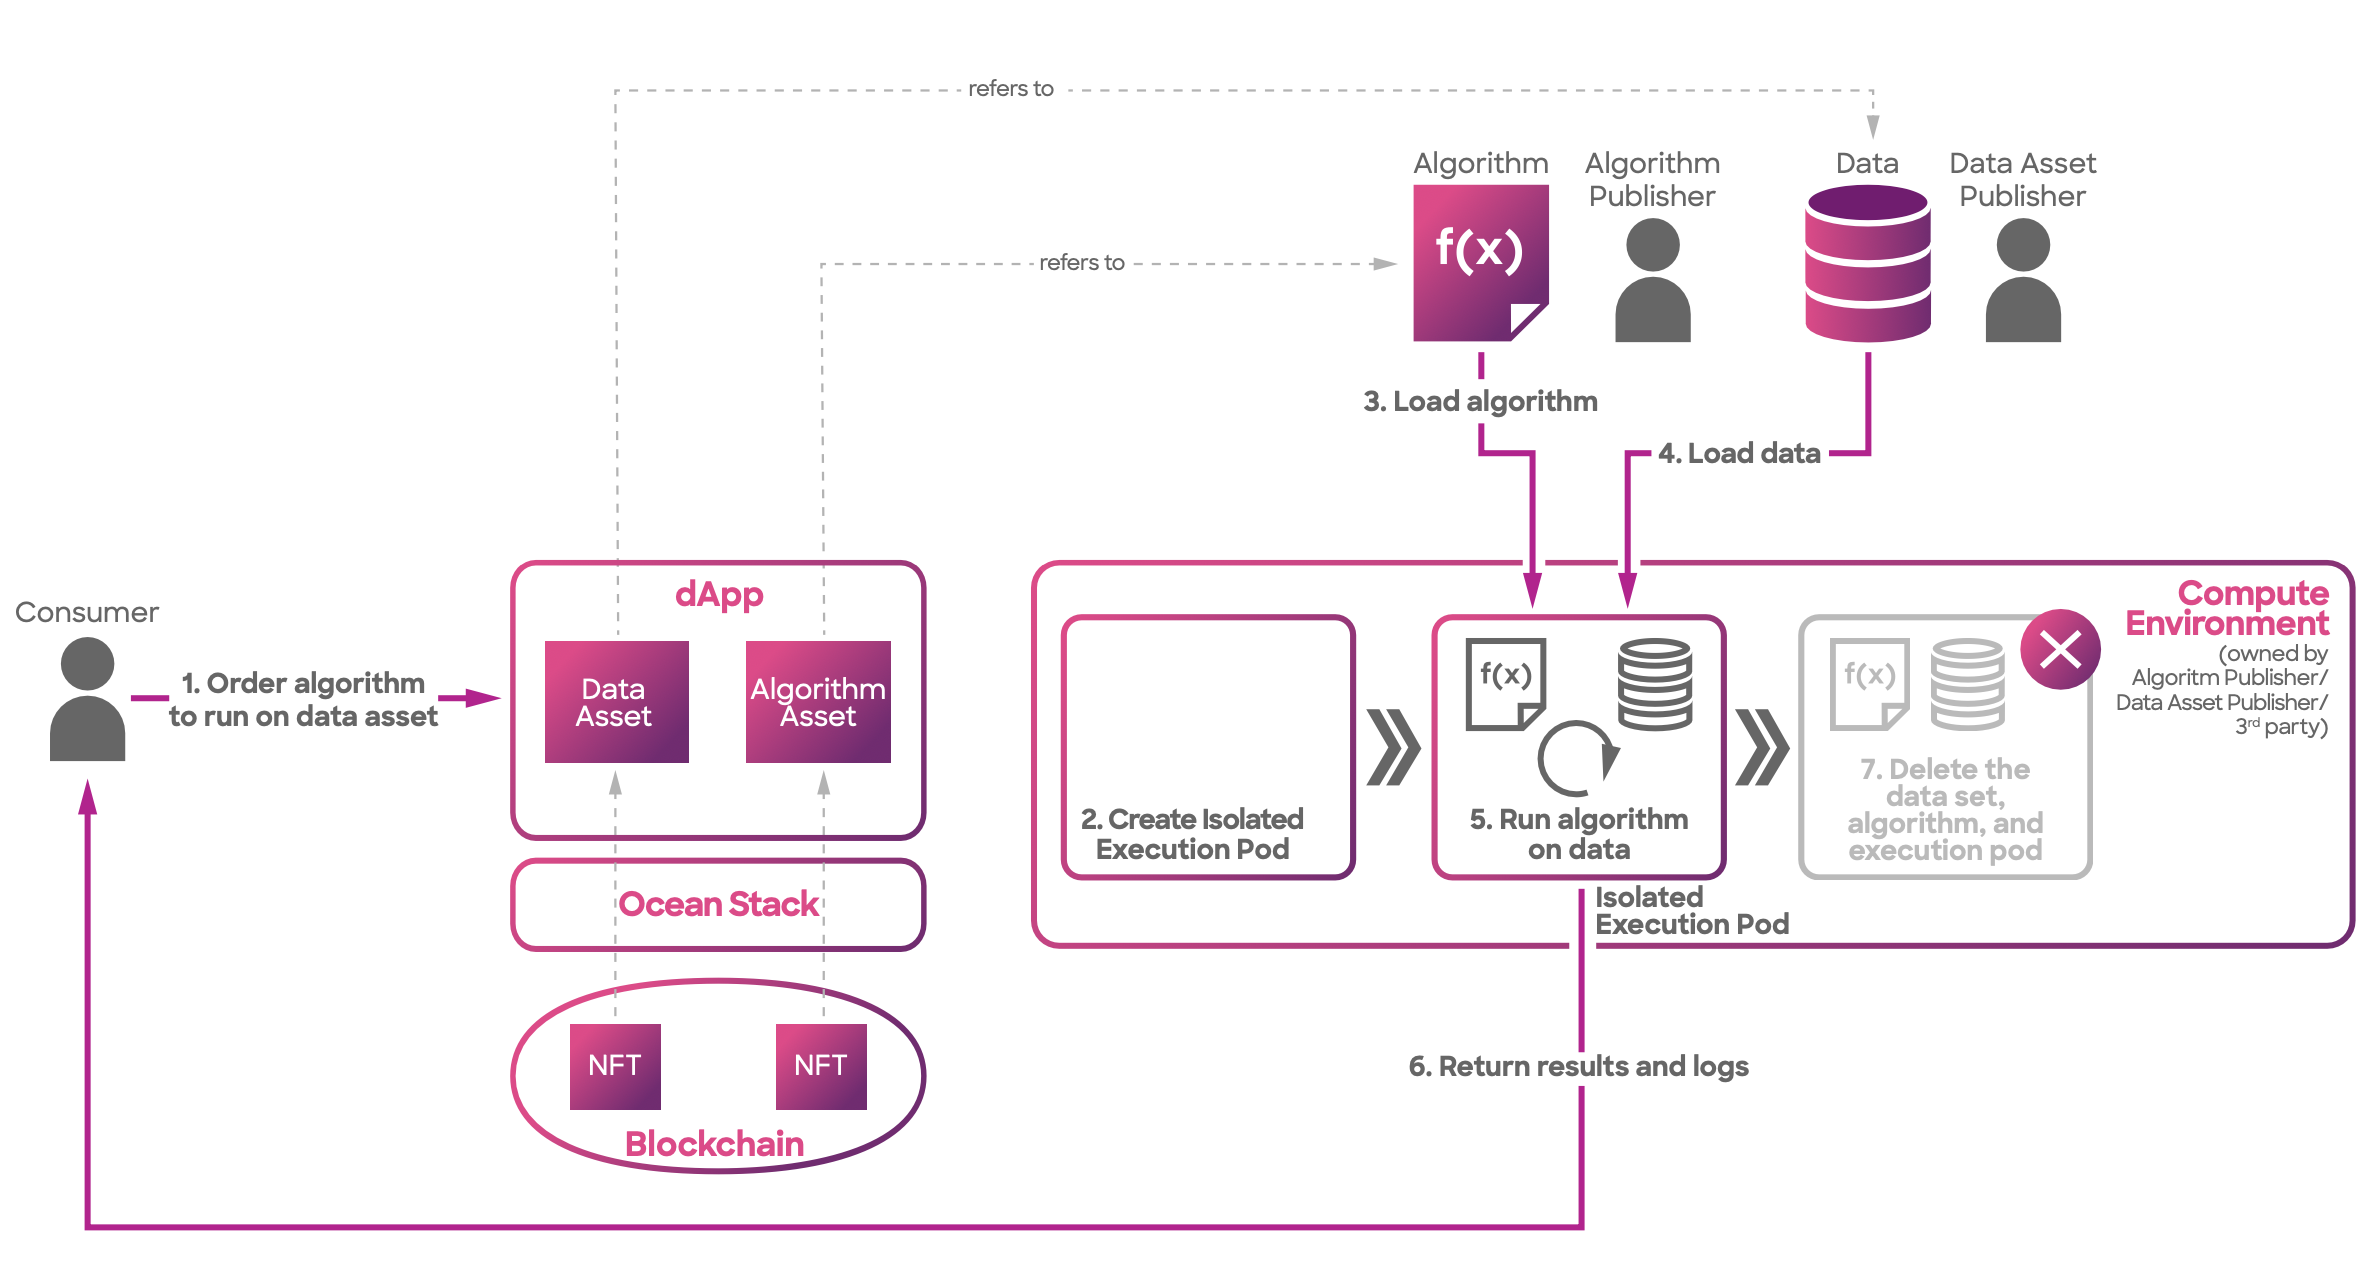 refers to
Algorithm
Algorithm
Publisher
Data
Data Asset
Publisher
f(x)
refers to
3. Load algorithm
4. Load data
Consumer
1. Order algorithm
to run on data asset
dApp
Data
Asset
Algorithm
Asset
Ocean Stack
NFT
NFT
Blockchain
Compute
Environment
(owned by
Algoritm Publisher/
Data Asset Publisher/
3rd party)
2. Create Isolated
Execution Pod
f(x)
5. Run algorithm
on data
f(x)
7. Delete the
data set,
algorithm, and
execution pod
Isolated
Execution Pod
6. Return results and logs